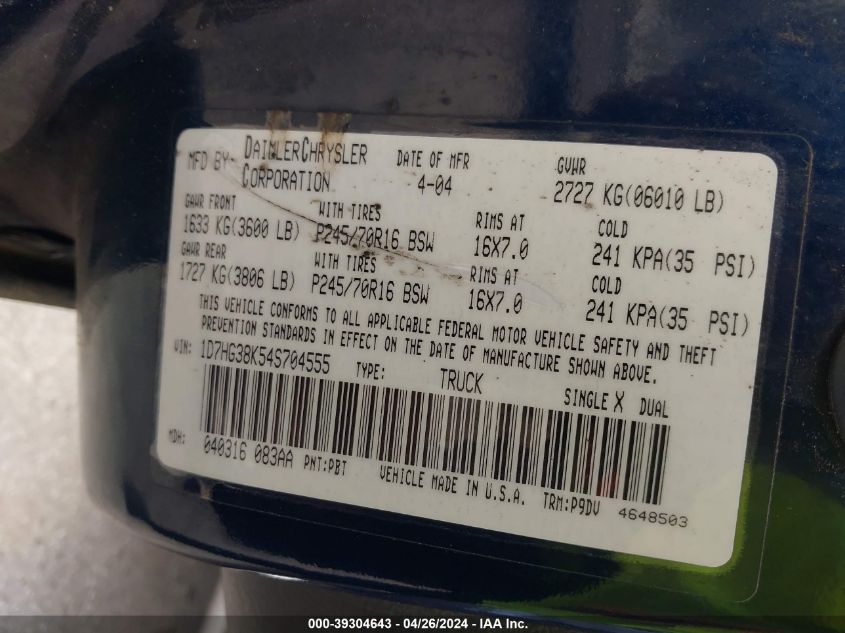 MFD BY- DAIMLERCHRYSLER CORPORATION DATE OF MFR 4-04 GVWR 2727 KG(06010 LB)
GAWR FRONT WITH TIRES RIMS AT COLD
1633 KG(3600 LB) P245/70R16 BSW 16X7.0 241 KPA(35 PSI)
GAWR REAR WITH TIRES RIMS AT COLD
1727 KG(3806 LB) P245/70R16 BSW 16X7.0 241 KPA(35 PSI)
THIS VEHICLE CONFORMS TO ALL APPLICABLE FEDERAL MOTOR VEHICLE SAFETY AND THEFT
PREVENTION STANDARDS IN EFFECT ON THE DATE OF MANUFACTURE SHOWN ABOVE.
VIN: 1D7HG38K54S704555 TYPE: TRUCK SINGLE X DUAL
MDH: 040316 083AA PNT:PBT VEHICLE MADE IN U.S.A. TRM:P9DV 4648503
000-39304643 - 04/26/2024 - IAA Inc.